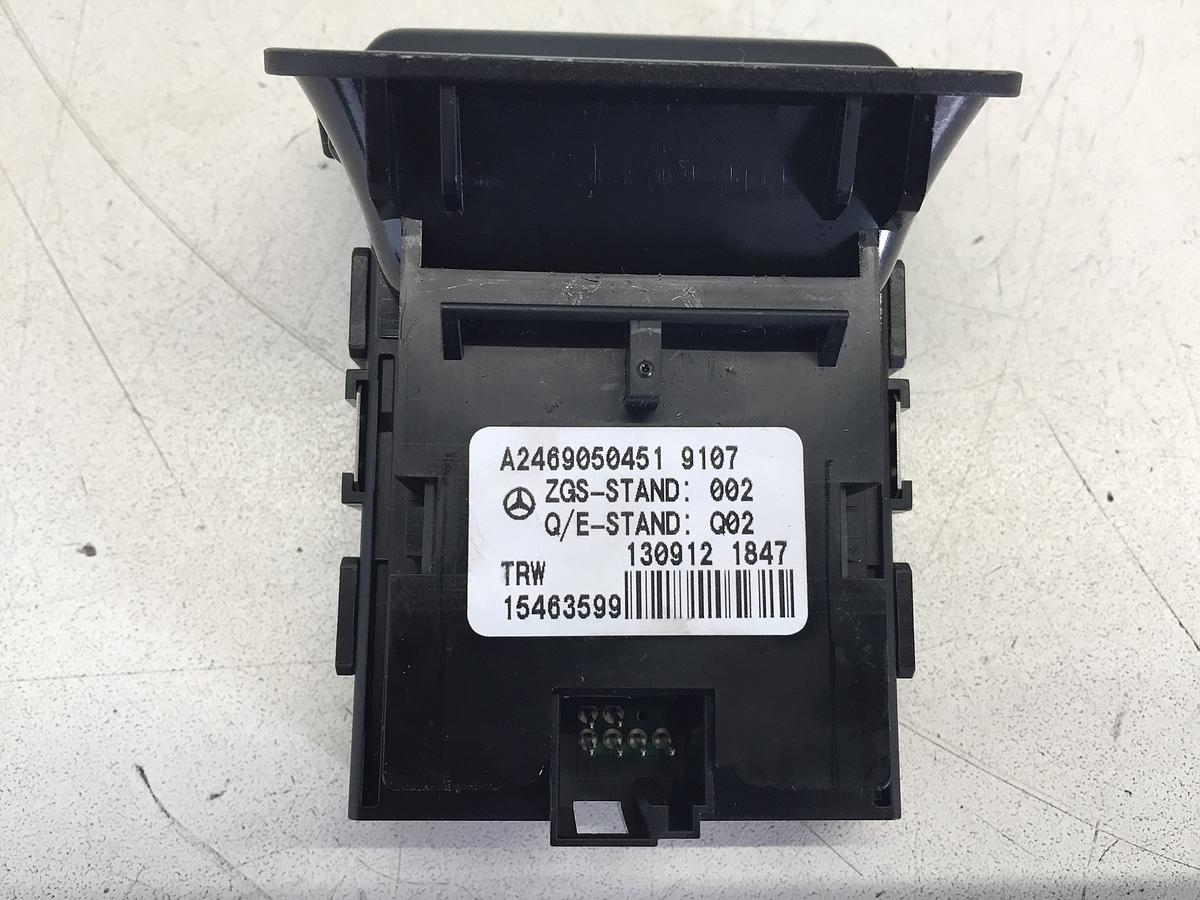 A2469050451 9107
ZGS-STAND: 002
Q/E-STAND: Q02
130912 1847
TRW
15463599